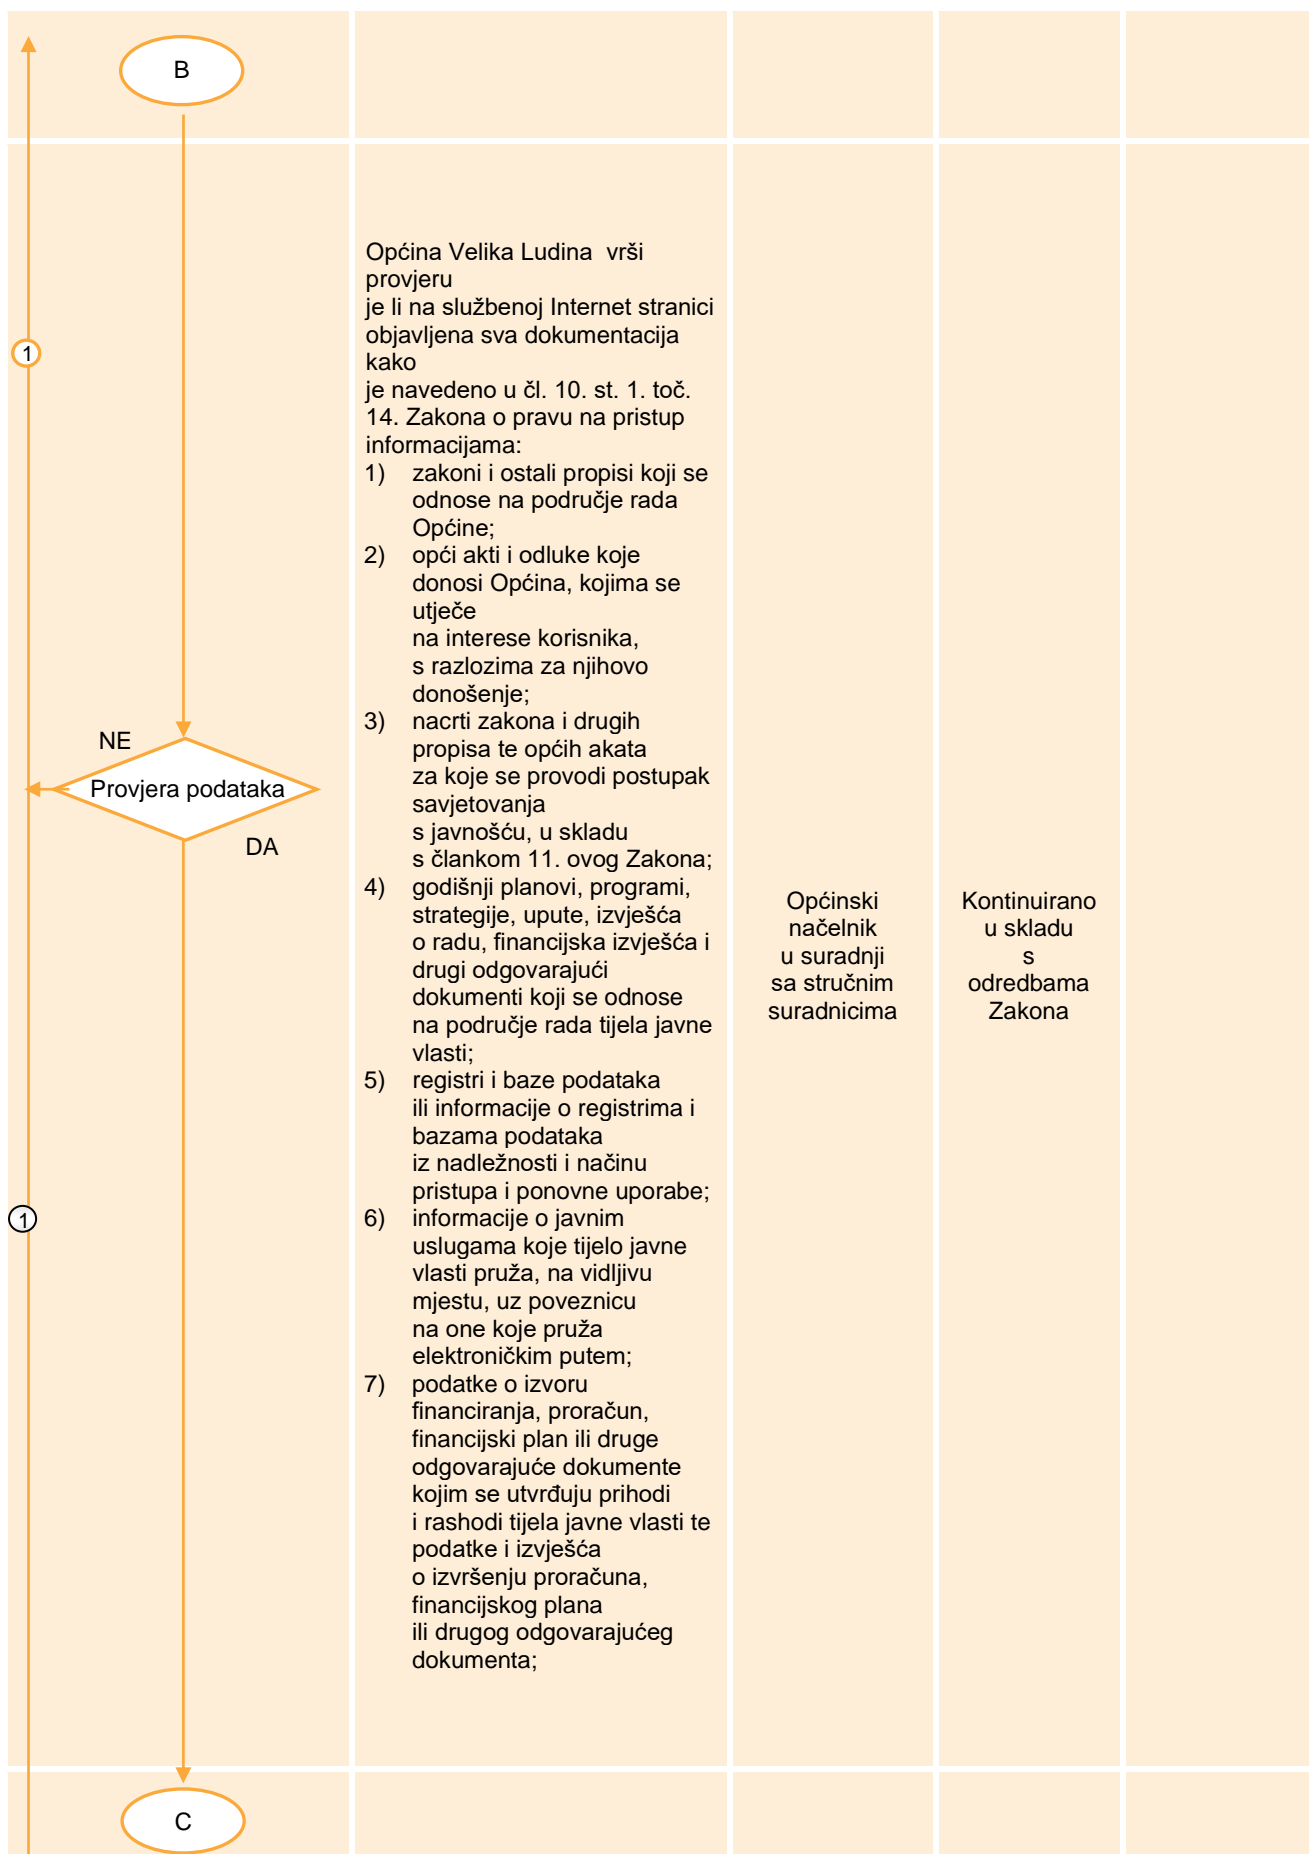 B
Općina Velika Ludina  vrši
provjeru
je li na službenoj Internet stranici
objavljena sva dokumentacija
kako
je navedeno u čl. 10. st. 1. toč.
14. Zakona o pravu na pristup
informacijama:
1) zakoni i ostali propisi koji se
odnose na područje rada
Općine;
2) opći akti i odluke koje
donosi Općina, kojima se
utječe
na interese korisnika,
s razlozima za njihovo
donošenje;
3) nacrti zakona i drugih
propisa te općih akata
za koje se provodi postupak
savjetovanja
s javnošću, u skladu
s člankom 11. ovog Zakona;
4) godišnji planovi, programi,
strategije, upute, izvješća
o radu, financijska izvješća i
drugi odgovarajući
dokumenti koji se odnose
na područje rada tijela javne
vlasti;
5) registri i baze podataka
ili informacije o registrima i
bazama podataka
iz nadležnosti i načinu
pristupa i ponovne uporabe;
6) informacije o javnim
uslugama koje tijelo javne
vlasti pruža, na vidljivu
mjestu, uz poveznicu
na one koje pruža
elektroničkim putem;
7) podatke o izvoru
financiranja, proračun,
financijski plan ili druge
odgovarajuće dokumente
kojim se utvrđuju prihodi
i rashodi tijela javne vlasti te
podatke i izvješća
o izvršenju proračuna,
financijskog plana
ili drugog odgovarajućeg
dokumenta;
1
NE
Provjera podataka
DA
1
Općinski
načelnik
u suradnji
sa stručnim
suradnicima
Kontinuirano
u skladu
s
odredbama
Zakona
C